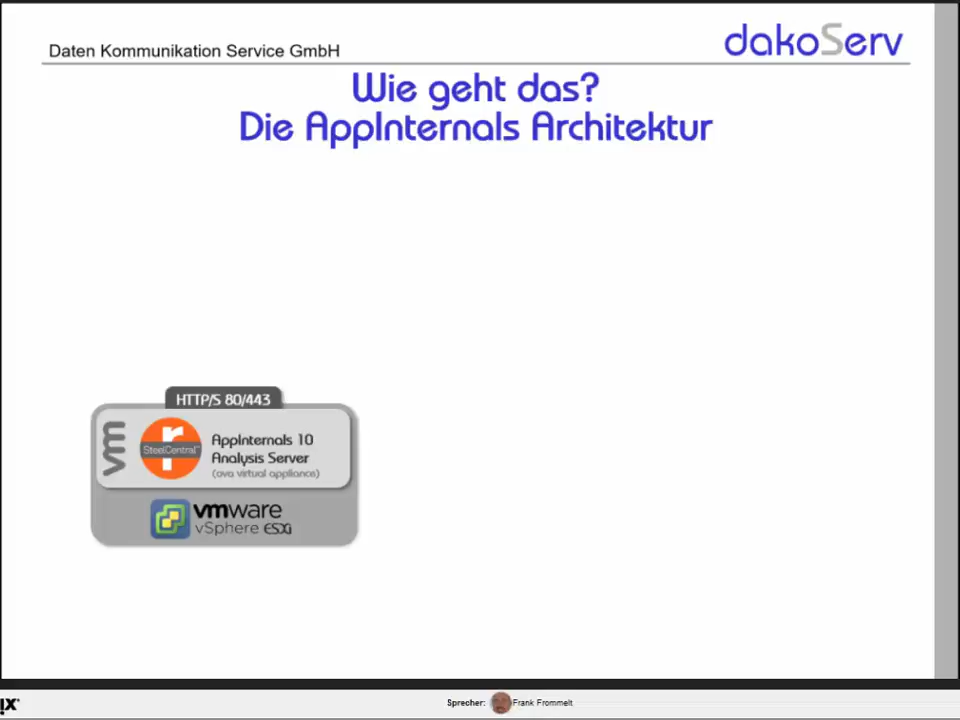 Daten Kommunikation Service GmbH
dakoServ
Wie geht das?
Die AppInternals Architektur
HTTP/S 80/443
vm
r
SteelCentral™
AppInternals 10
Analysis Server
(ova virtual appliance)
vmware
vSphere ESXi
Sprecher: Frank Frommelt